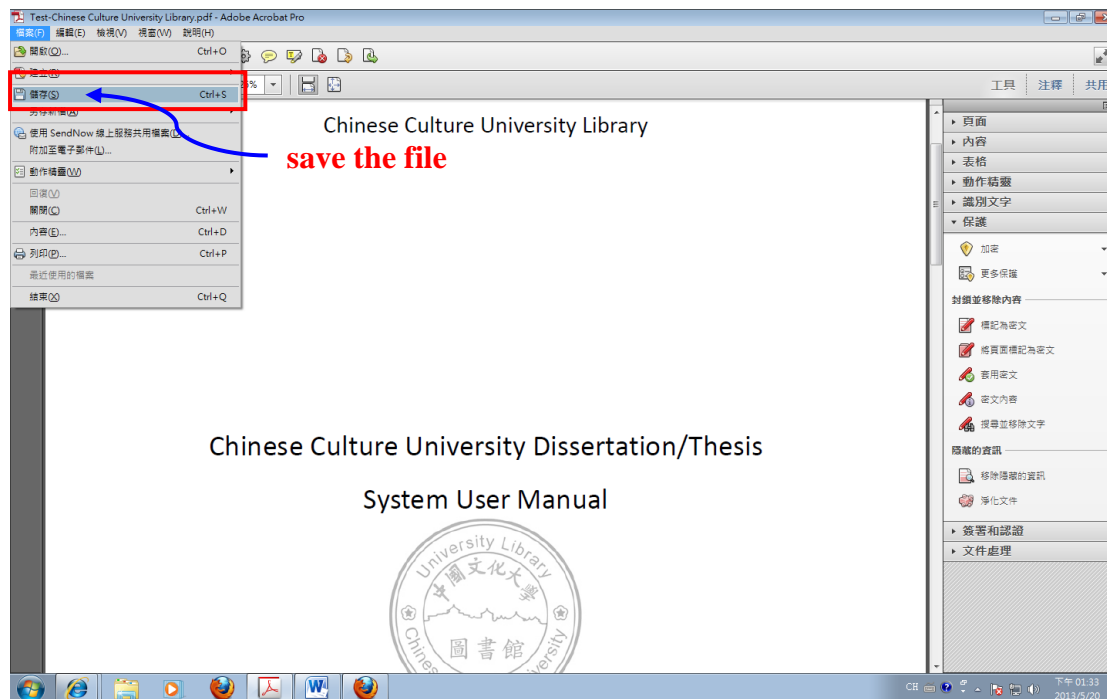 Test-Chinese Culture University Library.pdf - Adobe Acrobat Pro
檔案(F) 編輯(E) 檢視(V) 視窗(W) 說明(H)
開啟(O)... Ctrl+O
建立(R)
儲存(S) Ctrl+S
另存新檔(A)
使用 SendNow 線上服務共用檔案(
附加至電子郵件(L)...
動作精靈(W)
回復(V)
關閉(C) Ctrl+W
內容(E)... Ctrl+D
列印(P)... Ctrl+P
最近使用的檔案
結束(X) Ctrl+Q
save the file
工具 注釋 共用
Chinese Culture University Library
Chinese Culture University Dissertation/Thesis
System User Manual
University Library
中國文化大學
圖書館
頁面
內容
表格
動作精靈
識別文字
保護
加密
更多保護
封鎖並移除內容
標記為密文
將頁面標記為密文
套用密文
密文內容
搜尋並移除文字
隱藏的資訊
移除隱藏的資訊
淨化文件
簽署和認證
文件處理
CH
下午 01:33
2013/5/20